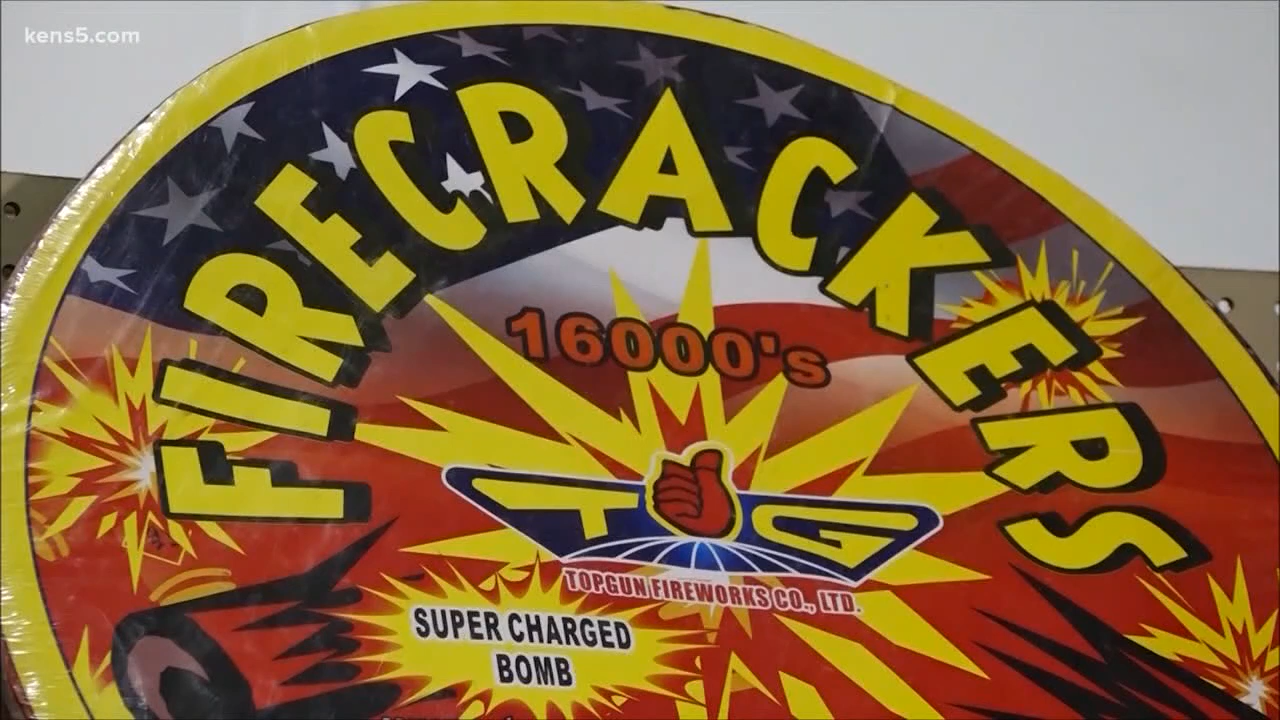 kens5.com
FIRECRACKERS
16000's
TG
TOPGUN FIREWORKS CO., LTD.
SUPER CHARGED
BOMB